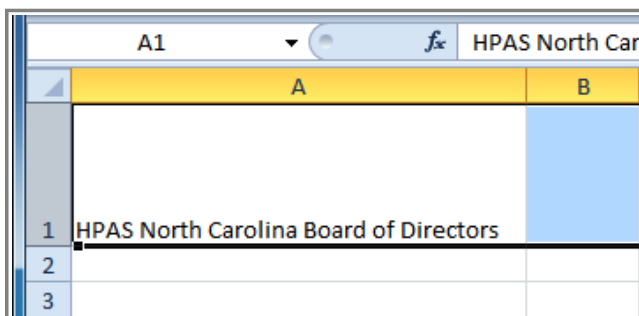 A1 fx HPAS North Car
A B
1 HPAS North Carolina Board of Directors
2
3